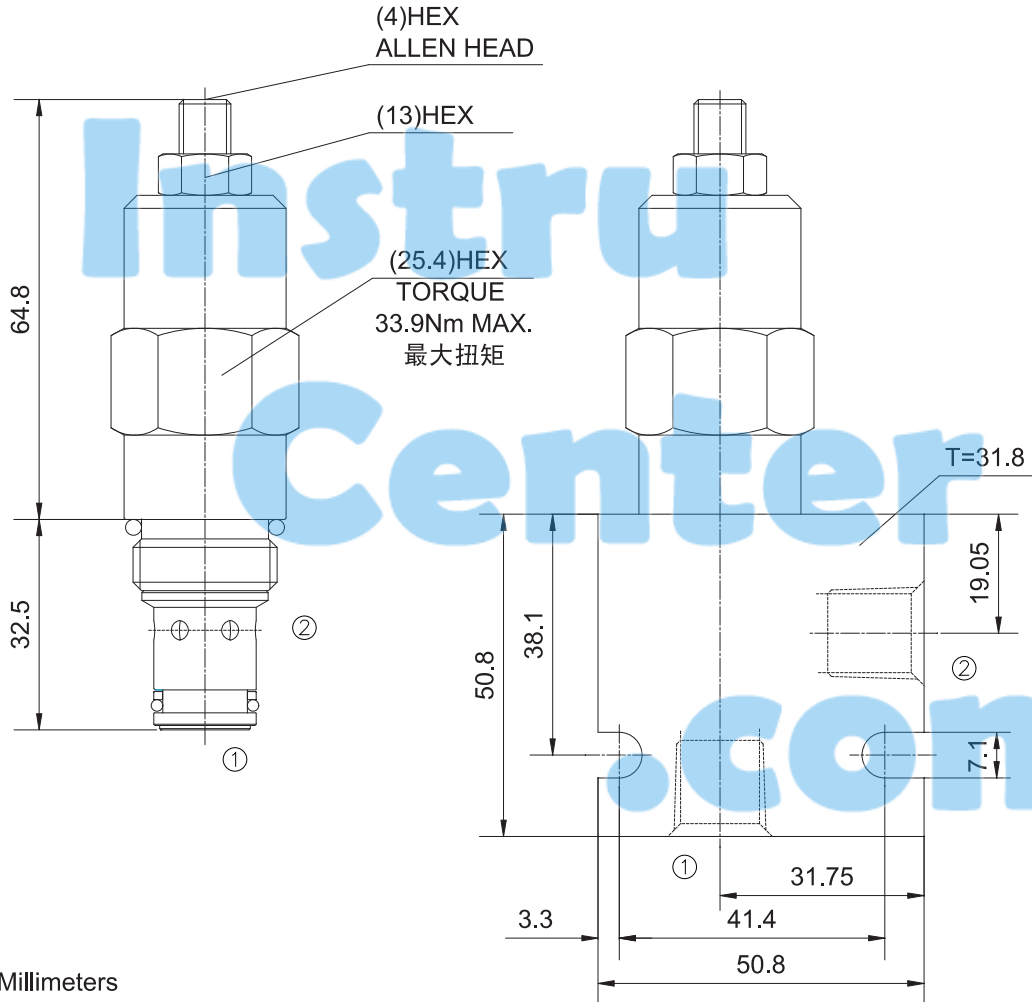 (4)HEX
ALLEN HEAD
(13)HEX
(25.4)HEX
TORQUE
33.9Nm MAX.
最大扭矩
64.8
32.5
②
①
T=31.8
19.05
38.1
50.8
②
7.1
①
31.75
3.3
41.4
50.8
Millimeters
Instru
Center
.com